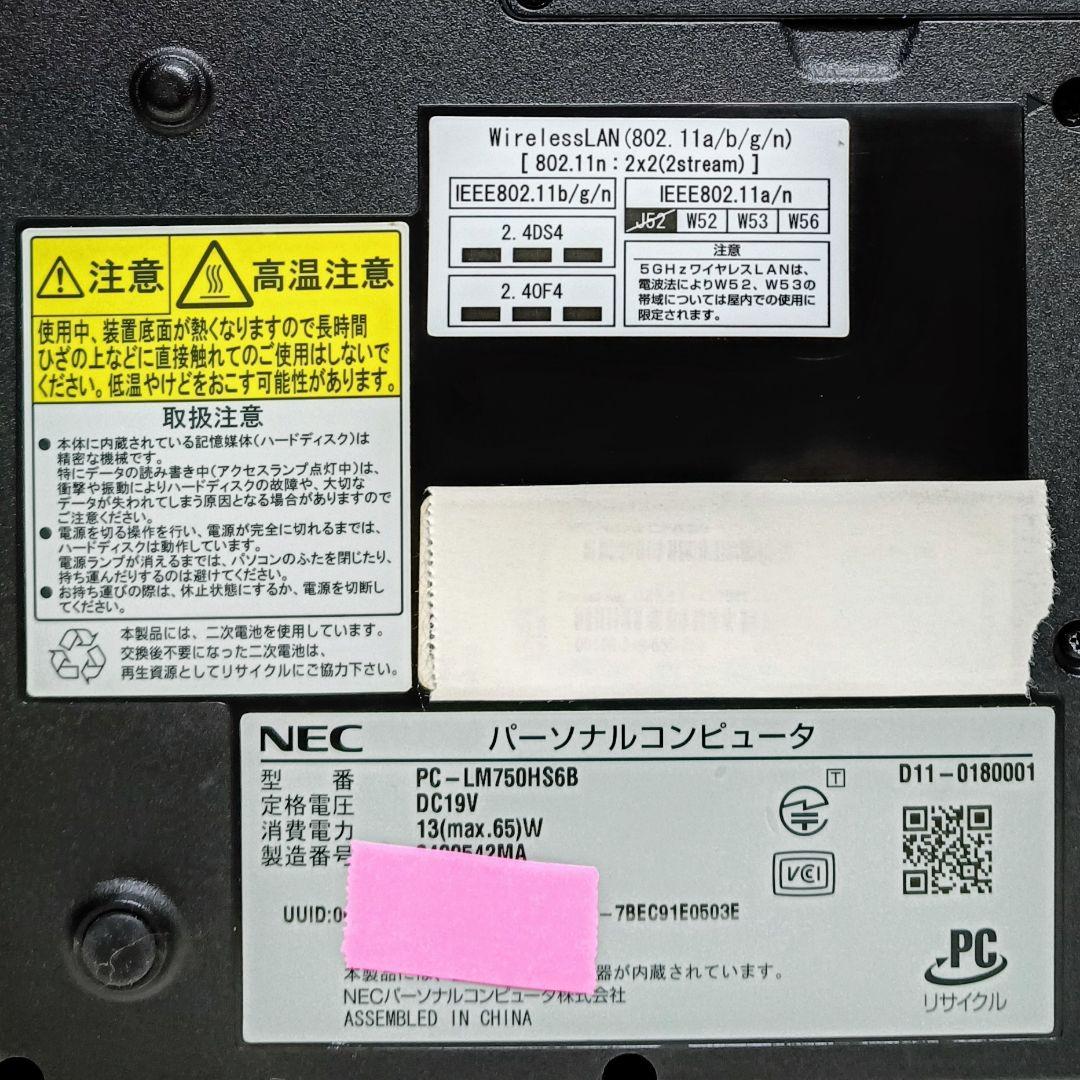 WirelessLAN(802.11a/b/g/n)
[ 802.11n : 2x2(2stream) ]
IEEE802.11b/g/n
IEEE802.11a/n
J52 W52 W53 W56
2.4DS4
2.4OF4
注意
5GHzワイヤレスLANは、
電波法によりW52、W53の
帯域については屋内での使用に
限定されます。
注意
高温注意
使用中、装置底面が熱くなりますので長時間
ひざの上などに直接触れてのご使用はしないで
ください。低温やけどをおこす可能性があります。
取扱注意
● 本体に内蔵されている記憶媒体(ハードディスク)は
精密な機械です。
特にデータの読み書き中(アクセスランプ点灯中)は、
衝撃や振動によりハードディスクの故障や、大切な
データが失われてしまう原因となる場合がありますので
ご注意ください。
● 電源を切る操作を行い、電源が完全に切れるまでは、
ハードディスクは動作しています。
電源ランプが消えるまでは、パソコンのふたを閉じたり、
持ち運んだりするのは避けてください。
● お持ち運びの際は、休止状態にするか、電源を切断し
てください。
本製品には、二次電池を使用しています。
交換後不要になった二次電池は、
再生資源としてリサイクルにご協力下さい。
NEC パーソナルコンピュータ
型番 PC-LM750HS6B
T
D11-0180001
定格電圧 DC19V
消費電力 13(max.65)W
製造番号
VCI
UUID: -7BEC91E0503E
本製品には、 器が内蔵されています。
NECパーソナルコンピュータ株式会社
ASSEMBLED IN CHINA
PC
リサイクル